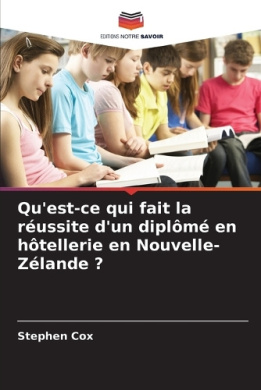 EDITIONS NOTRE SAVOIR
Qu'est-ce qui fait la
réussite d'un diplômé en
hôtellerie en Nouvelle-
Zélande ?
Stephen Cox